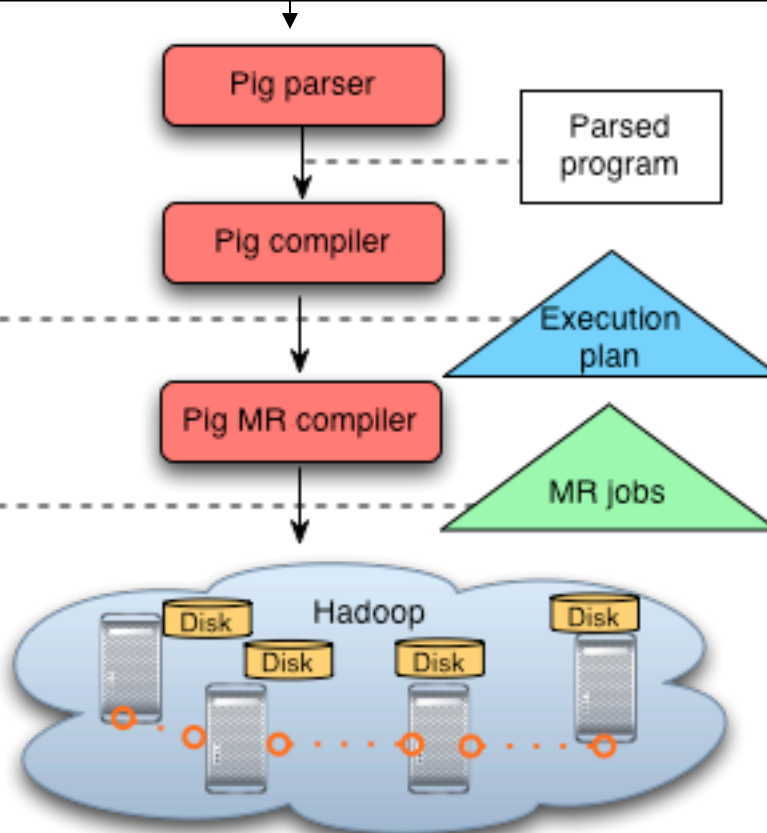 Pig parser
Parsed
program
Pig compiler
Execution
plan
Pig MR compiler
MR jobs
Hadoop
Disk
Disk
Disk
Disk